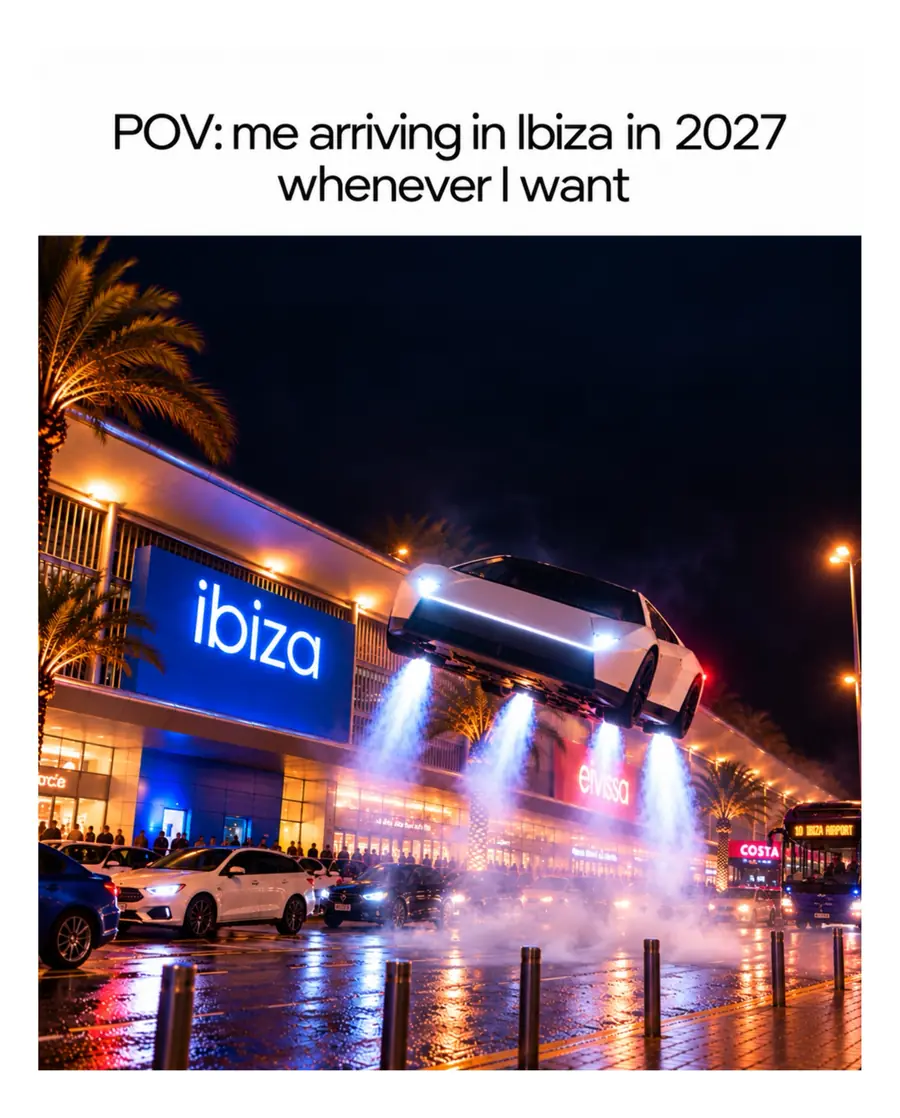 POV: me arriving in Ibiza in 2027
whenever I want
ibiza
eivissa
COSTA
10 IBIZA AIRPORT